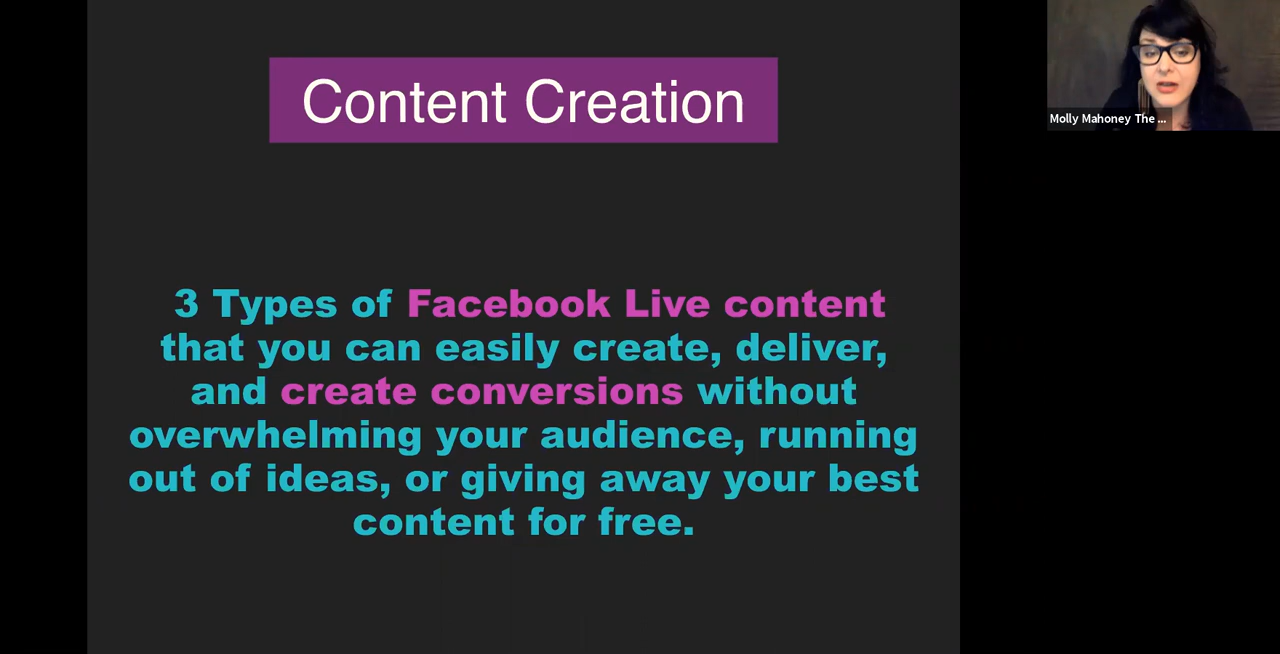 Content Creation
Molly Mahoney The ...
3 Types of Facebook Live content
that you can easily create, deliver,
and create conversions without
overwhelming your audience, running
out of ideas, or giving away your best
content for free.